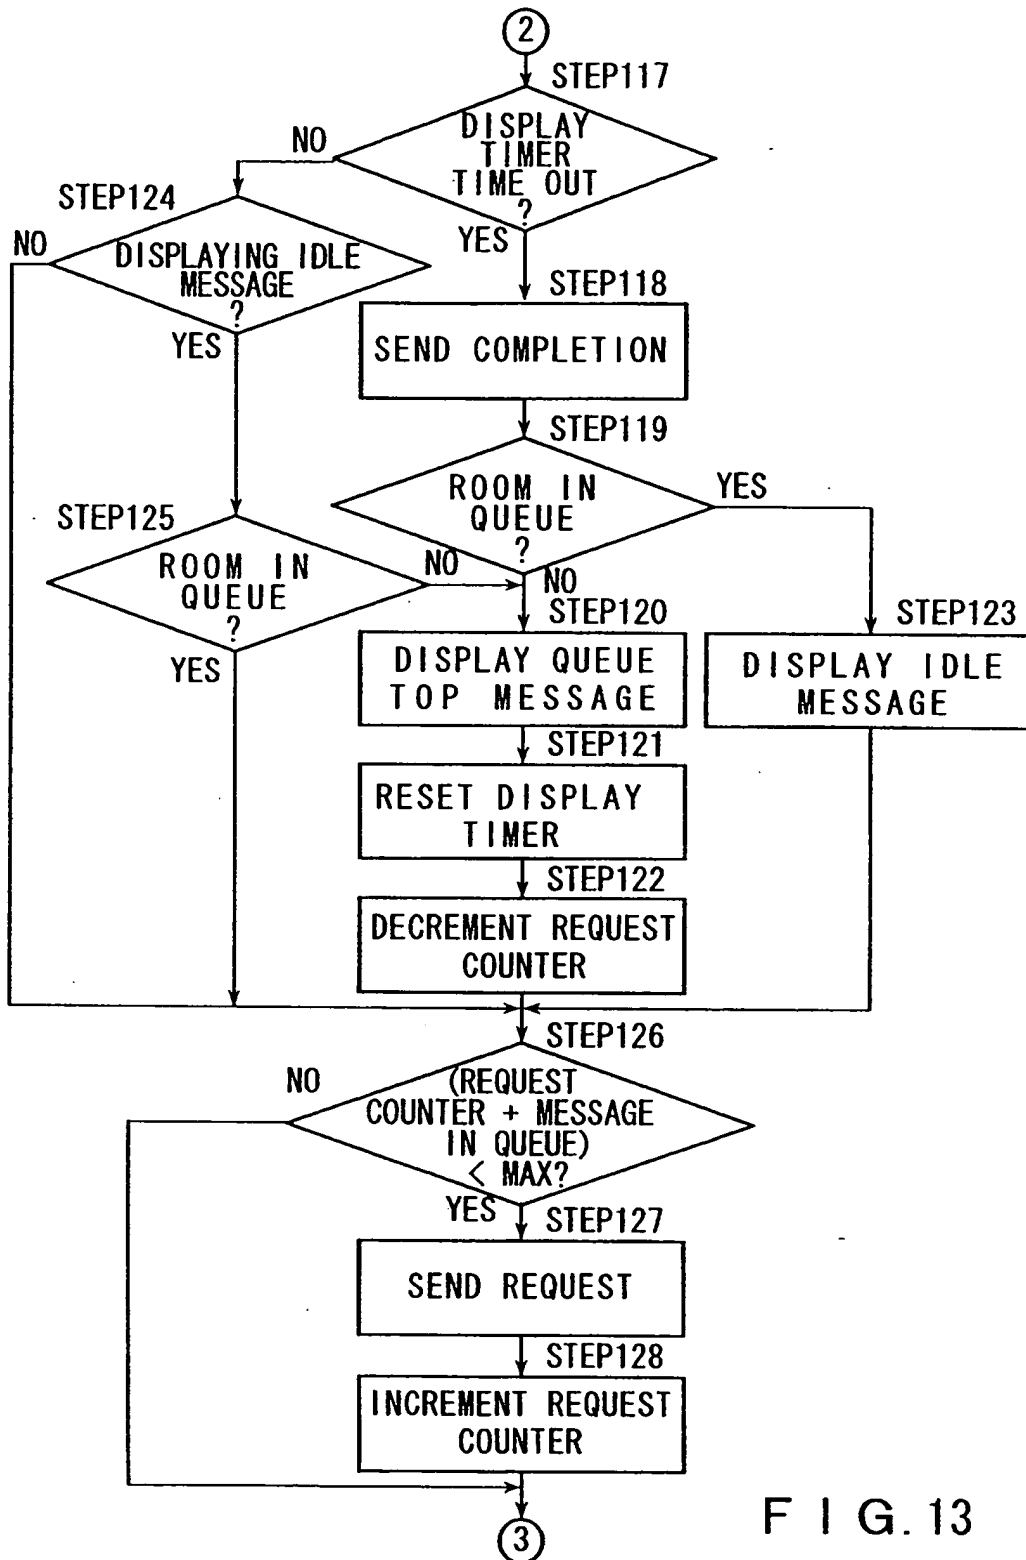 2
STEP117
DISPLAY
TIMER
TIME OUT
?
NO
YES
STEP124
NO
DISPLAYING IDLE
MESSAGE
?
YES
STEP118
SEND COMPLETION
STEP119
ROOM IN
QUEUE
?
YES
NO
STEP125
ROOM IN
QUEUE
?
NO
YES
STEP120
DISPLAY QUEUE
TOP MESSAGE
STEP123
DISPLAY IDLE
MESSAGE
STEP121
RESET DISPLAY
TIMER
STEP122
DECREMENT REQUEST
COUNTER
STEP126
NO
(REQUEST
COUNTER + MESSAGE
IN QUEUE)
< MAX?
YES
STEP127
SEND REQUEST
STEP128
INCREMENT REQUEST
COUNTER
3
FIG.13